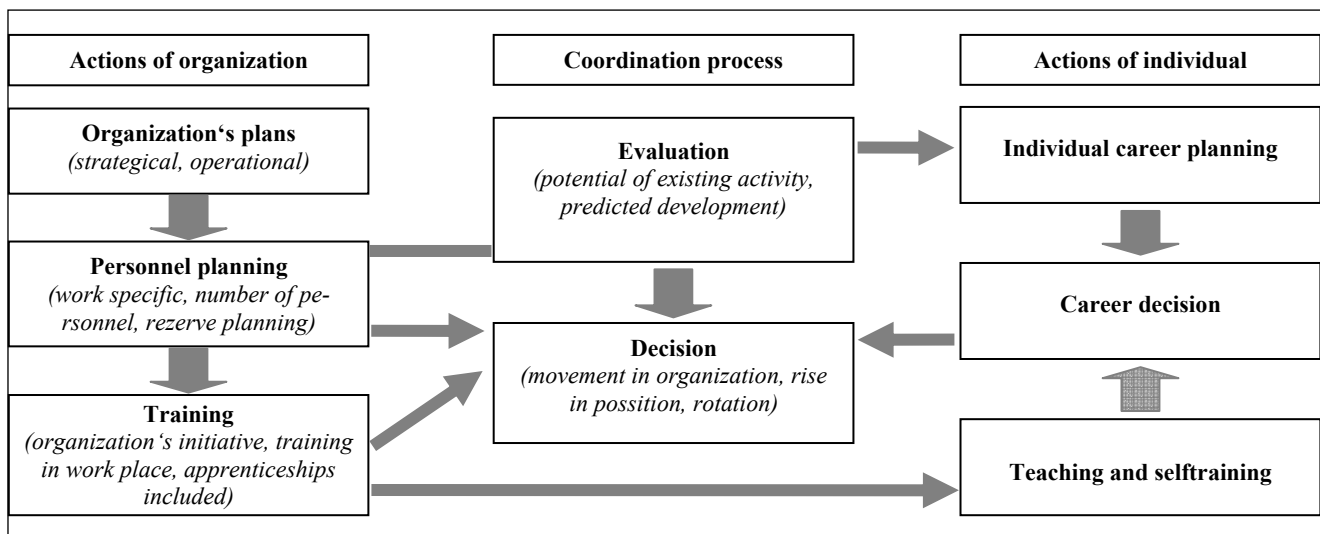 Actions of organization
Coordination process
Actions of individual
Organization‘s plans
(strategical, operational)
Personnel planning
(work specific, number of pe-
rsonnel, rezerve planning)
Training
(organization‘s initiative, training
in work place, apprenticeships
included)
Evaluation
(potential of existing activity,
predicted development)
Decision
(movement in organization, rise
in possition, rotation)
Individual career planning
Career decision
Teaching and selftraining